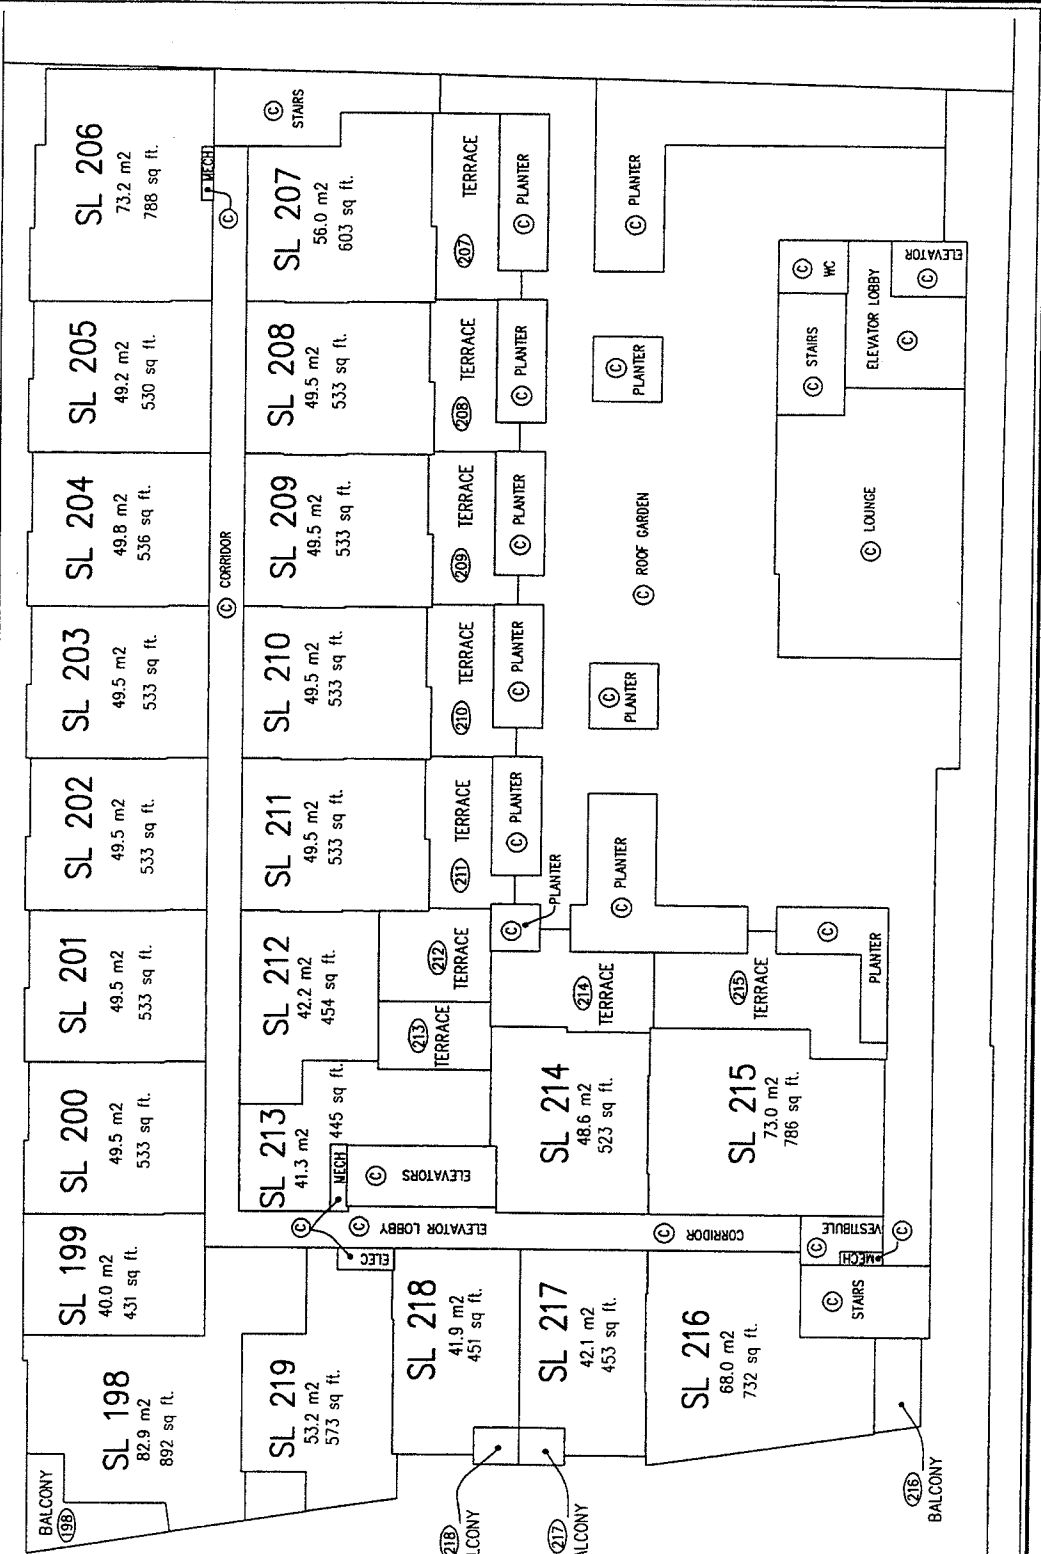 SL 206
73.2 m2
788 sq ft.
MECH
C
C
STAIRS
SL 207
56.0 m2
603 sq ft.
207
TERRACE
C PLANTER
C PLANTER
SL 205
49.2 m2
530 sq ft.
SL 208
49.5 m2
533 sq ft.
208
TERRACE
C PLANTER
C
PLANTER
SL 204
49.8 m2
536 sq ft.
C CORRIDOR
SL 209
49.5 m2
533 sq ft.
209
TERRACE
C PLANTER
C ROOF GARDEN
C
WC
C STAIRS
ELEVATOR LOBBY
C
ELEVATOR
C
C LOUNGE
SL 203
49.5 m2
533 sq ft.
SL 210
49.5 m2
533 sq ft.
210
TERRACE
C PLANTER
C
PLANTER
SL 202
49.5 m2
533 sq ft.
SL 211
49.5 m2
533 sq ft.
211
TERRACE
C PLANTER
C PLANTER
SL 201
49.5 m2
533 sq ft.
SL 212
42.2 m2
454 sq ft.
212
TERRACE
213
TERRACE
C
PLANTER
214
TERRACE
215
TERRACE
C
PLANTER
SL 200
49.5 m2
533 sq ft.
SL 213
41.3 m2
445 sq ft.
MECH
C
ELEVATORS
SL 214
48.6 m2
523 sq ft.
SL 215
73.0 m2
786 sq ft.
SL 199
40.0 m2
431 sq ft.
C
ELEC
C
ELEVATOR LOBBY
C
CORRIDOR
C
VESTIBULE
MECH
C
C
STAIRS
SL 198
82.9 m2
892 sq ft.
BALCONY
198
SL 219
53.2 m2
573 sq ft.
SL 218
41.9 m2
451 sq ft.
SL 217
42.1 m2
453 sq ft.
SL 216
68.0 m2
732 sq ft.
218
LCONY
217
ALCONY
216
BALCONY